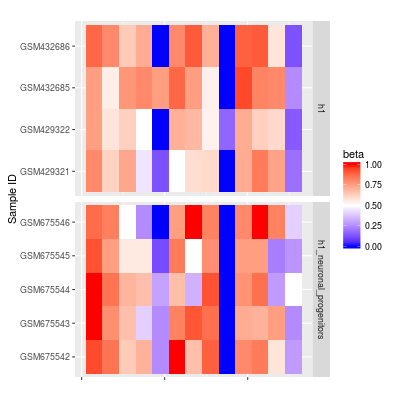 Sample ID
GSM432686
GSM432685
GSM429322
GSM429321
h1
GSM675546
GSM675545
GSM675544
GSM675543
GSM675542
h1_neuronal_progenitors
beta
1.00
0.75
0.50
0.25
0.00